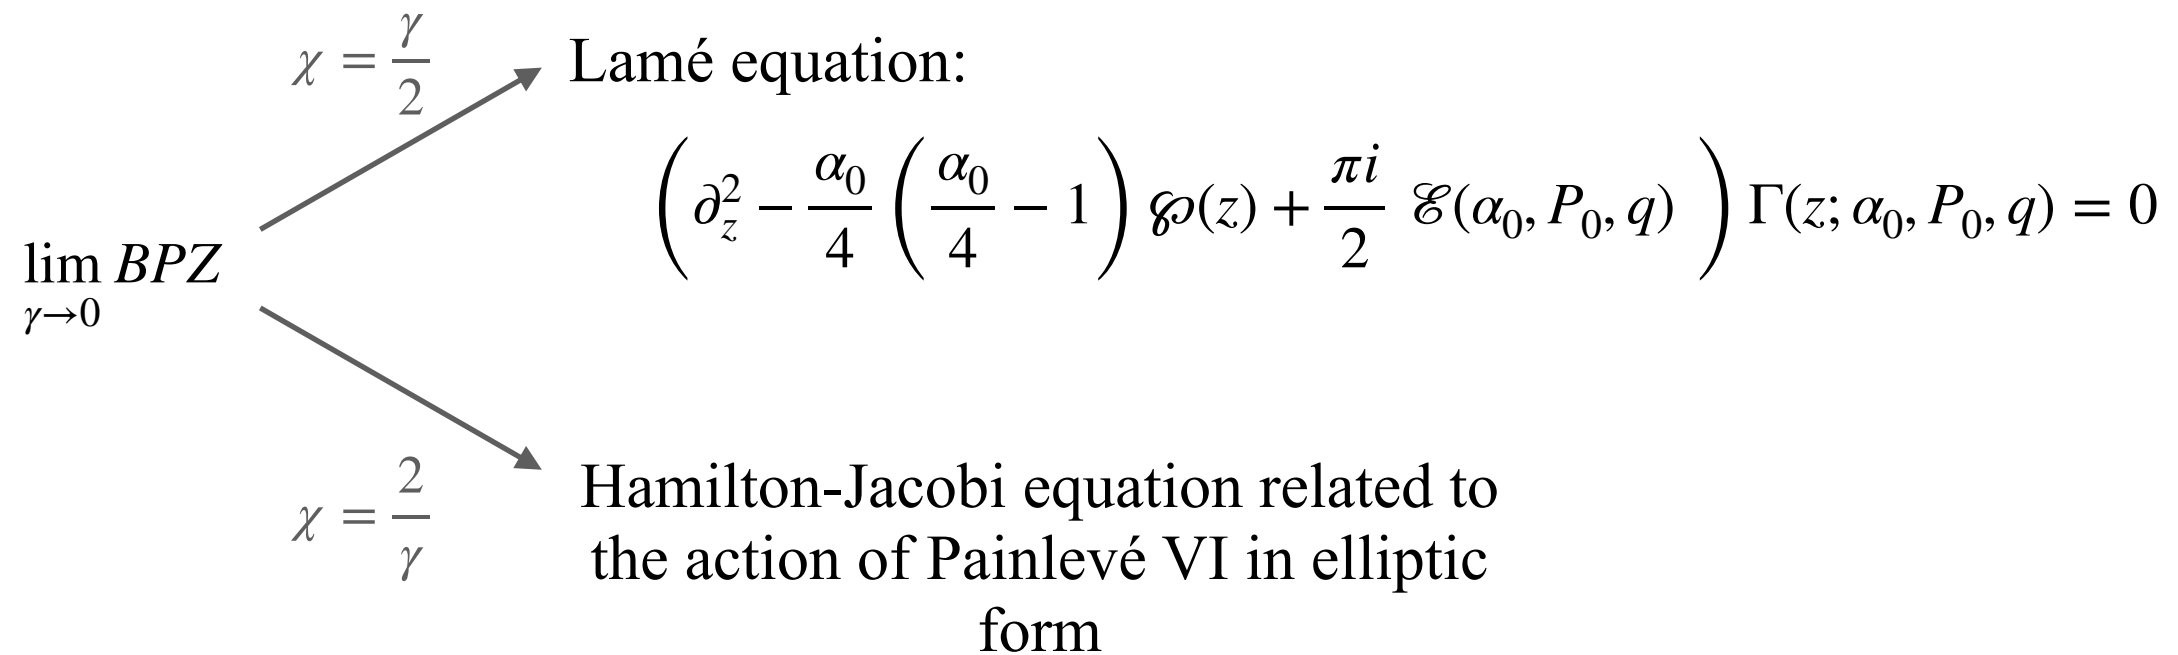 χ = γ/2
Lamé equation:
(∂_z^2 − α_0/4 (α_0/4 − 1) ℘(z) + πi/2 ℰ(α_0, P_0, q) ) Γ(z; α_0, P_0, q) = 0
lim_{γ→0} BPZ
χ = 2/γ
Hamilton-Jacobi equation related to
the action of Painlevé VI in elliptic
form